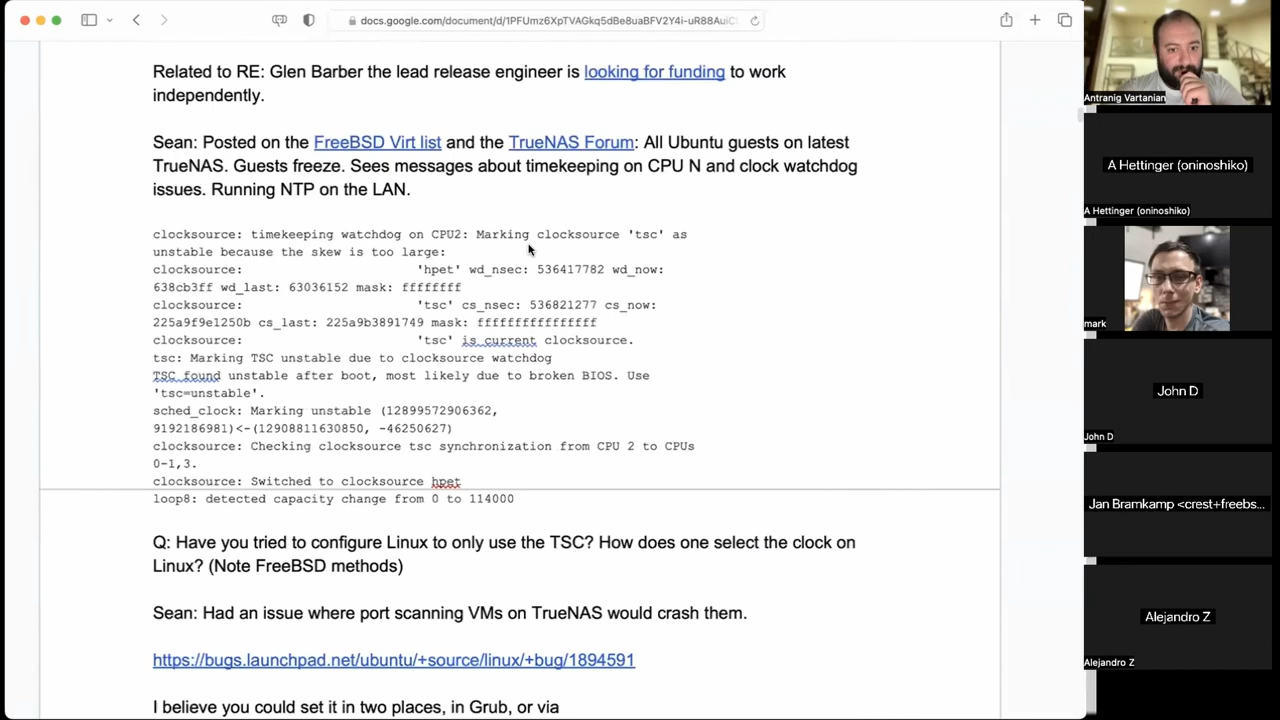 docs.google.com/document/d/1PFUmz6XpTVAGkq5dBe8uaBFV2Y4i-uR88AuiC
Related to RE: Glen Barber the lead release engineer is looking for funding to work
independently.
Sean: Posted on the FreeBSD Virt list and the TrueNAS Forum: All Ubuntu guests on latest
TrueNAS. Guests freeze. Sees messages about timekeeping on CPU N and clock watchdog
issues. Running NTP on the LAN.
clocksource: timekeeping watchdog on CPU2: Marking clocksource 'tsc' as
unstable because the skew is too large:
clocksource: 'hpet' wd_nsec: 536417782 wd_now:
638cb3ff wd_last: 63036152 mask: ffffffff
clocksource: 'tsc' cs_nsec: 536821277 cs_now:
225a9f9e1250b cs_last: 225a9b3891749 mask: ffffffffffffffff
clocksource: 'tsc' is current clocksource.
tsc: Marking TSC unstable due to clocksource watchdog
TSC found unstable after boot, most likely due to broken BIOS. Use
'tsc=unstable'.
sched_clock: Marking unstable (12899572906362,
9192186981)<-(12908811630850, -46250627)
clocksource: Checking clocksource tsc synchronization from CPU 2 to CPUs
0-1,3.
clocksource: Switched to clocksource hpet
loop8: detected capacity change from 0 to 114000
Q: Have you tried to configure Linux to only use the TSC? How does one select the clock on
Linux? (Note FreeBSD methods)
Sean: Had an issue where port scanning VMs on TrueNAS would crash them.
https://bugs.launchpad.net/ubuntu/+source/linux/+bug/1894591
I believe you could set it in two places, in Grub, or via
Antranig Vartanian
A Hettinger (oninoshiko)
A Hettinger (oninoshiko)
mark
John D
John D
Jan Bramkamp <crest+freebs...
Alejandro Z
Alejandro Z